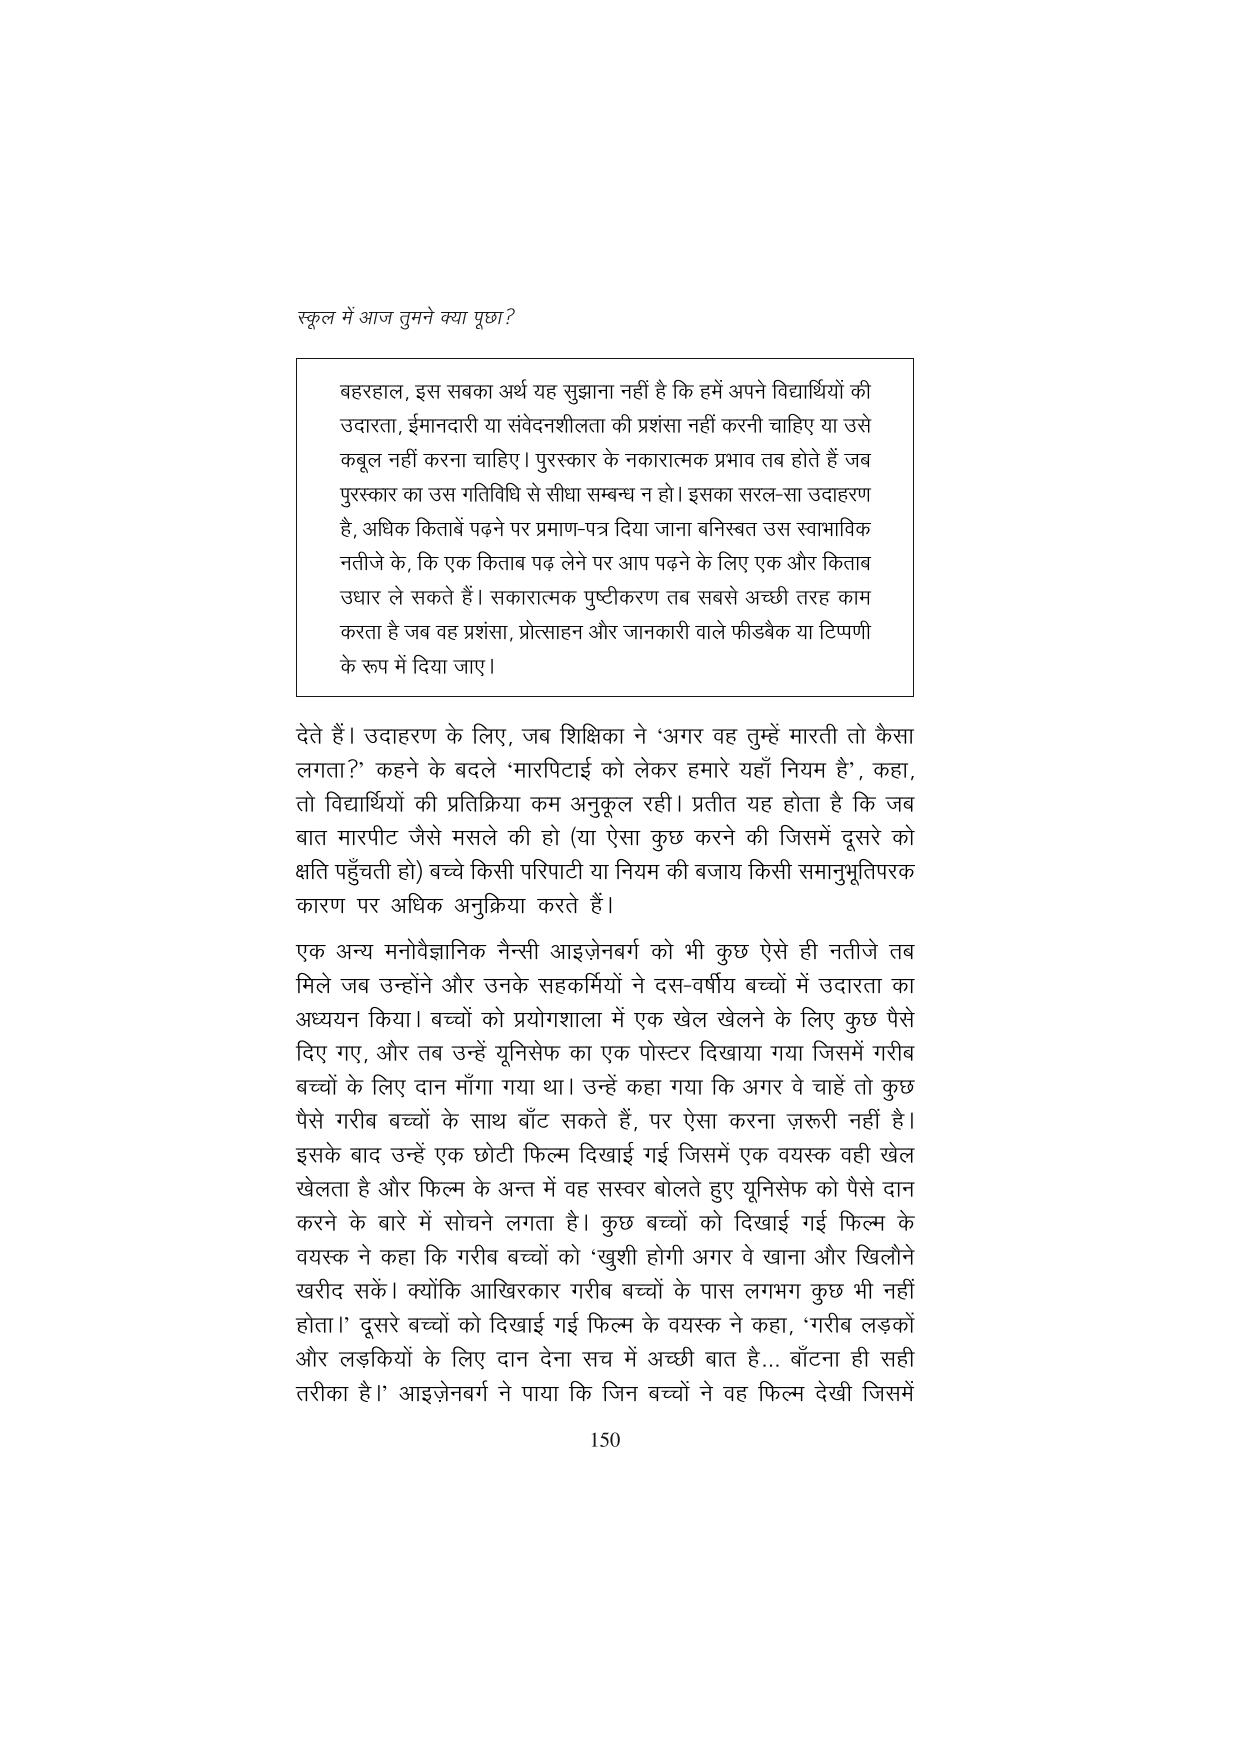 स्कूल में आज तुमने क्या पूछा?
बहरहाल, इस सबका अर्थ यह सुझाना नहीं है कि हमें अपने विद्यार्थियों की
उदारता, ईमानदारी या संवेदनशीलता की प्रशंसा नहीं करनी चाहिए या उसे
कबूल नहीं करना चाहिए। पुरस्कार के नकारात्मक प्रभाव तब होते हैं जब
पुरस्कार का उस गतिविधि से सीधा सम्बन्ध न हो। इसका सरल-सा उदाहरण
है, अधिक किताबें पढ़ने पर प्रमाण-पत्र दिया जाना बनिस्बत उस स्वाभाविक
नतीजे के, कि एक किताब पढ़ लेने पर आप पढ़ने के लिए एक और किताब
उधार ले सकते हैं। सकारात्मक पुष्टीकरण तब सबसे अच्छी तरह काम
करता है जब वह प्रशंसा, प्रोत्साहन और जानकारी वाले फीडबैक या टिप्पणी
के रूप में दिया जाए।
देते हैं। उदाहरण के लिए, जब शिक्षिका ने ‘अगर वह तुम्हें मारती तो कैसा
लगता?’ कहने के बदले ‘मारपिटाई को लेकर हमारे यहाँ नियम है’, कहा,
तो विद्यार्थियों की प्रतिक्रिया कम अनुकूल रही। प्रतीत यह होता है कि जब
बात मारपीट जैसे मसले की हो (या ऐसा कुछ करने की जिसमें दूसरे को
क्षति पहुँचती हो) बच्चे किसी परिपाटी या नियम की बजाय किसी समानुभूतिपरक
कारण पर अधिक अनुक्रिया करते हैं।
एक अन्य मनोवैज्ञानिक नैन्सी आइज़ेनबर्ग को भी कुछ ऐसे ही नतीजे तब
मिले जब उन्होंने और उनके सहकर्मियों ने दस-वर्षीय बच्चों में उदारता का
अध्ययन किया। बच्चों को प्रयोगशाला में एक खेल खेलने के लिए कुछ पैसे
दिए गए, और तब उन्हें यूनिसेफ का एक पोस्टर दिखाया गया जिसमें गरीब
बच्चों के लिए दान माँगा गया था। उन्हें कहा गया कि अगर वे चाहें तो कुछ
पैसे गरीब बच्चों के साथ बाँट सकते हैं, पर ऐसा करना ज़रूरी नहीं है।
इसके बाद उन्हें एक छोटी फिल्म दिखाई गई जिसमें एक वयस्क वही खेल
खेलता है और फिल्म के अन्त में वह सस्वर बोलते हुए यूनिसेफ को पैसे दान
करने के बारे में सोचने लगता है। कुछ बच्चों को दिखाई गई फिल्म के
वयस्क ने कहा कि गरीब बच्चों को ‘खुशी होगी अगर वे खाना और खिलौने
खरीद सकें। क्योंकि आखिरकार गरीब बच्चों के पास लगभग कुछ भी नहीं
होता।’ दूसरे बच्चों को दिखाई गई फिल्म के वयस्क ने कहा, ‘गरीब लड़कों
और लड़कियों के लिए दान देना सच में अच्छी बात है... बाँटना ही सही
तरीका है।’ आइज़ेनबर्ग ने पाया कि जिन बच्चों ने वह फिल्म देखी जिसमें
150